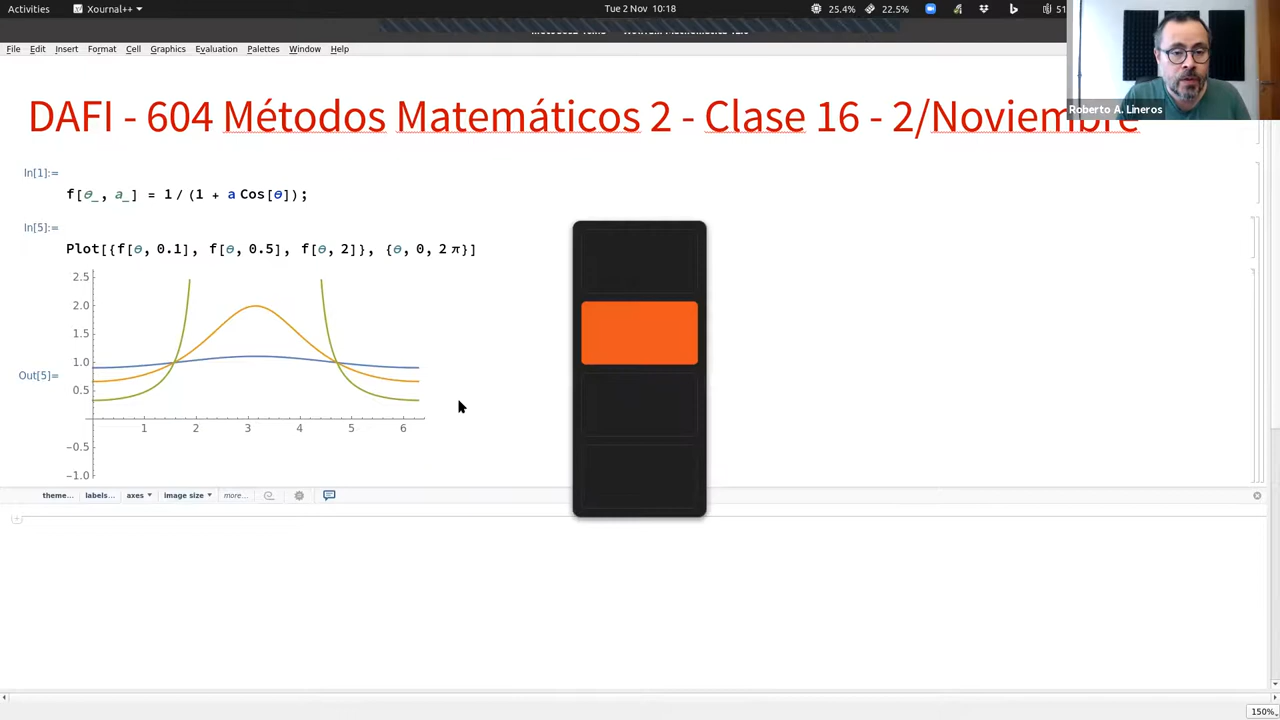 Activities Xournal++ Tue 2 Nov 10:18 25.4% 22.5% 51
File Edit Insert Format Cell Graphics Evaluation Palettes Window Help
Roberto A. Lineros
DAFI - 604 Métodos Matemáticos 2 - Clase 16 - 2/Noviembre
In[1]:=
f[θ_, a_] = 1 / (1 + a Cos[θ]);
In[5]:=
Plot[{f[θ, 0.1], f[θ, 0.5], f[θ, 2]}, {θ, 0, 2 π}]
2.5
2.0
1.5
1.0
Out[5]=
0.5
1 2 3 4 5 6
-0.5
-1.0
theme... labels... axes image size more...
150%